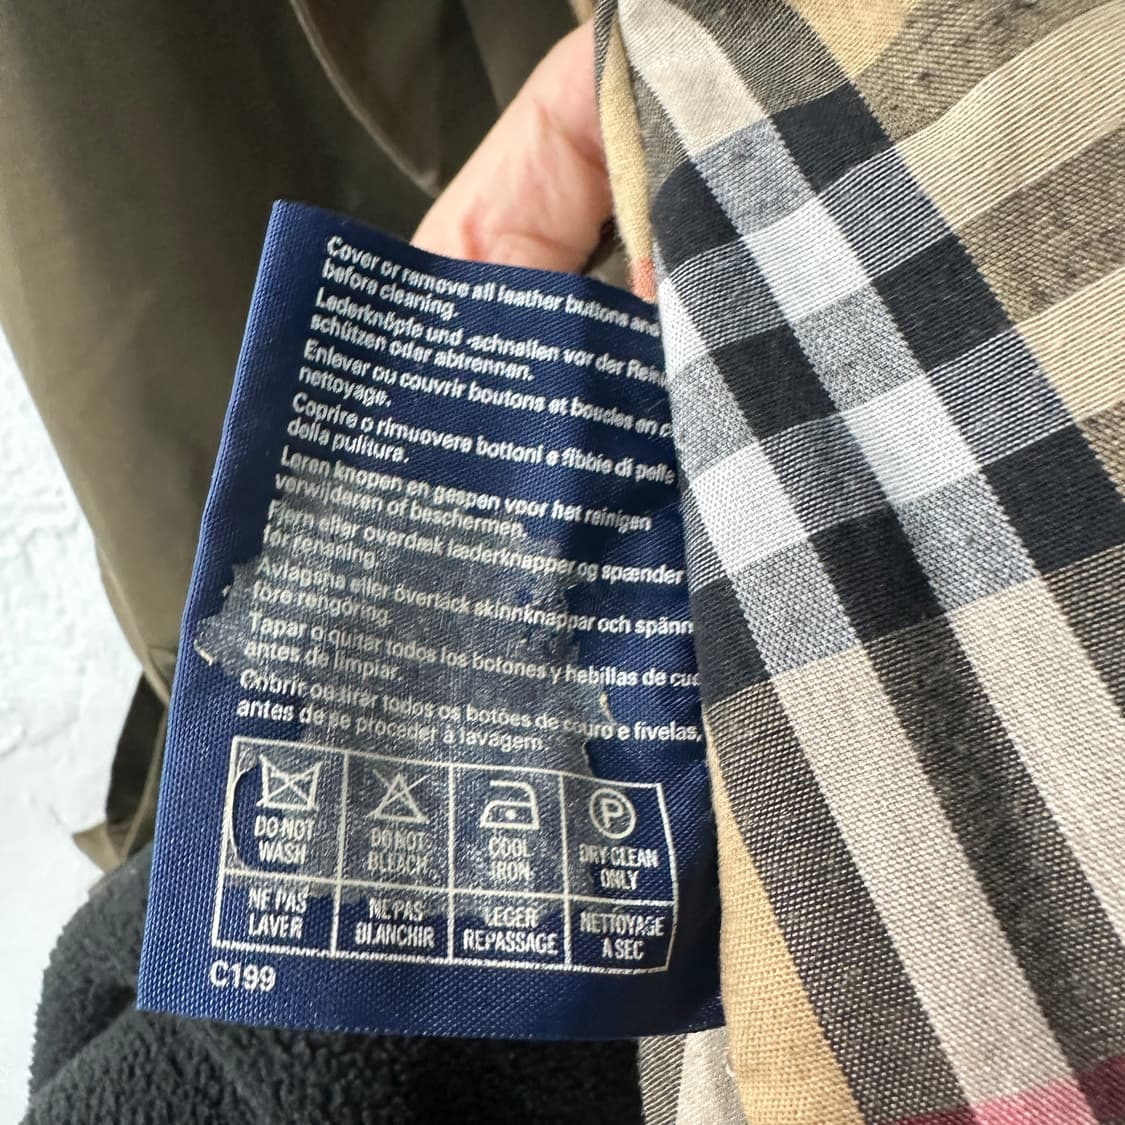 Cover or remove all leather buttons and
before cleaning.
Lederknöpfe und -schnallen vor der Rein
schützen oder abtrennen.
Enlever ou couvrir boutons et boucles en c
nettoyage.
Coprire o rimuovere bottoni e fibbie di pelle
della pulitura.
Leren knopen en gespen voor het reinigen
verwijderen of beschermen.
Fjern eller overdæk læderknapper og spænder
før rensning.
Avlägsna eller övertäck skinnknappar och spänn
före rengöring.
Tapar o quitar todos los botones y hebillas de cue
antes de limpiar.
Cobrir ou tirar todos os botões de couro e fivelas,
antes de se proceder à lavagem.
DO NOT WASH
DO NOT BLEACH
COOL IRON
P
DRY CLEAN ONLY
NE PAS LAVER
NE PAS BLANCHIR
LEGER REPASSAGE
NETTOYAGE A SEC
C199